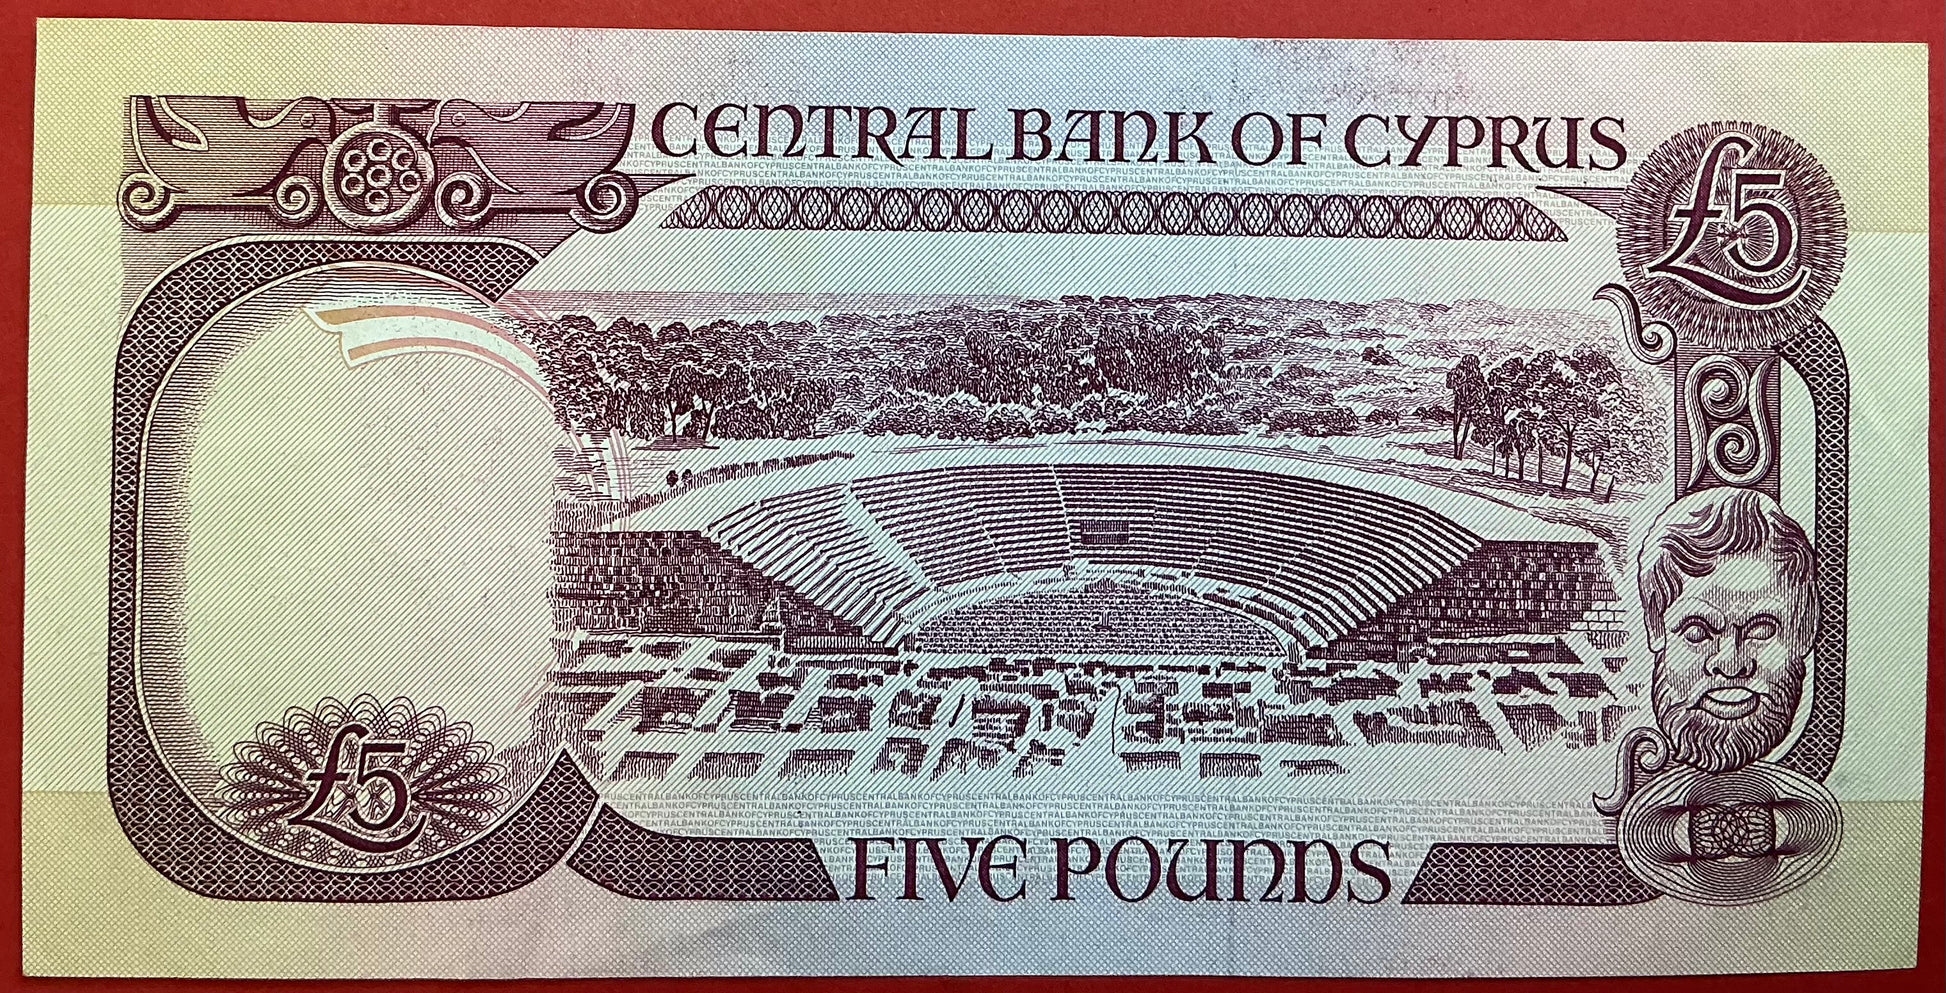 CENTRAL BANK OF CYPRUS
£5
£5
FIVE POUNDS